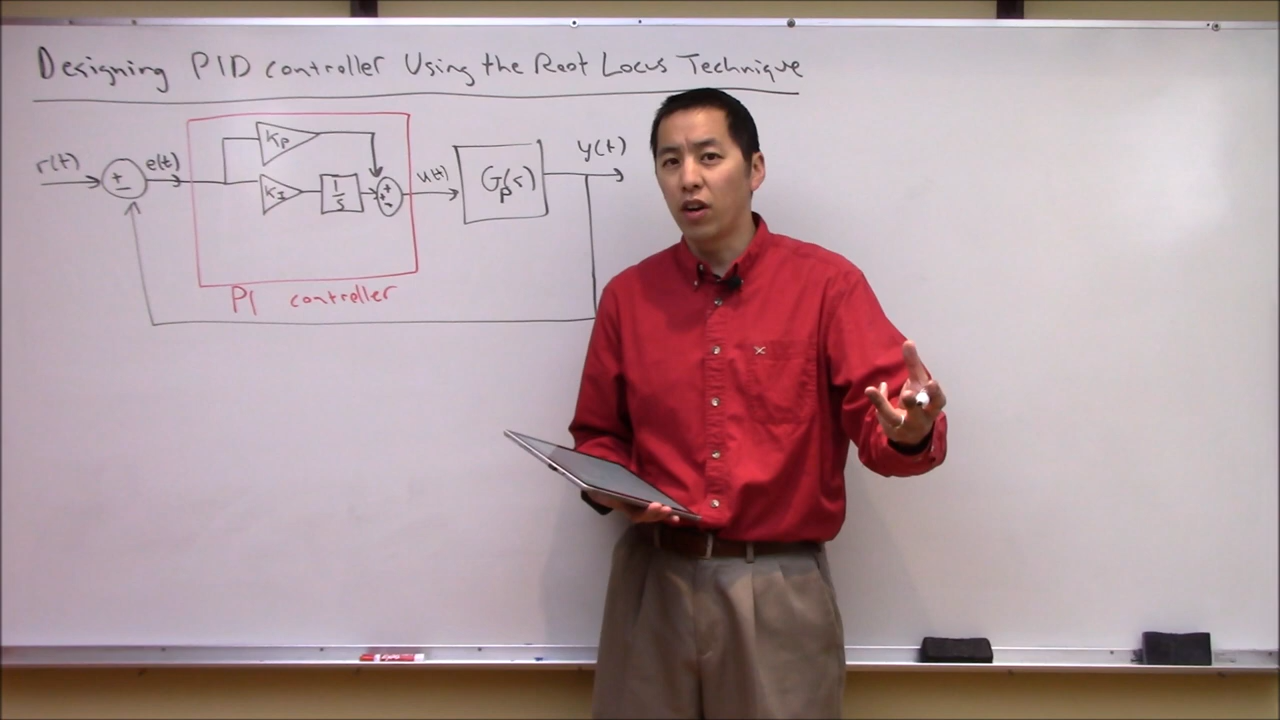 Designing PID controller Using the Root Locus Technique
r(t) + - e(t) Kp KI 1/s + + u(t) Gp(s) y(t)
PI controller